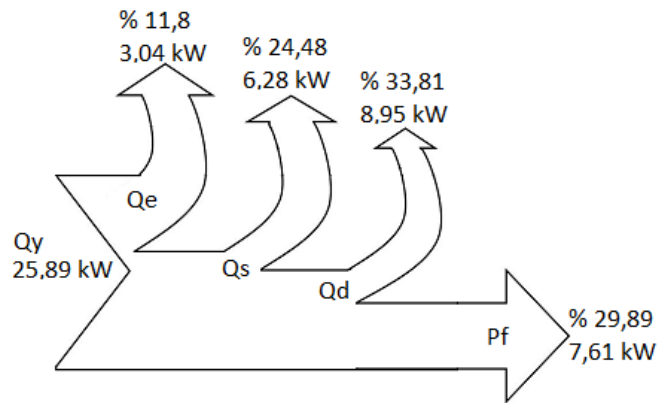 % 11,8
3,04 kW
% 24,48
6,28 kW
% 33,81
8,95 kW
Qe
Qy
25,89 kW
Qs
Qd
Pf
% 29,89
7,61 kW